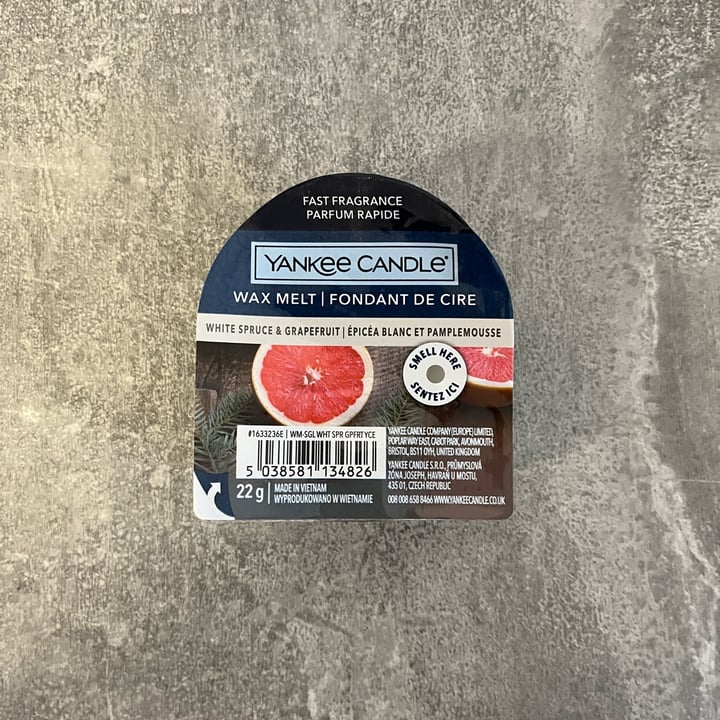 FAST FRAGRANCE
PARFUM RAPIDE
YANKEE CANDLE®
WAX MELT | FONDANT DE CIRE
WHITE SPRUCE & GRAPEFRUIT | ÉPICÉA BLANC ET PAMPLEMOUSSE
SMELL HERE
SENTEZ ICI
#1633236E | WM-SGL WHT SPR GPFRT YCE
5 038581 134826
22 g | MADE IN VIETNAM
WYPRODUKOWANO W WIETNAMIE
YANKEE CANDLE COMPANY (EUROPE) LIMITED,
POPLAR WAY EAST, CABOT PARK, AVONMOUTH,
BRISTOL, BS11 0YH, UNITED KINGDOM
YANKEE CANDLE S.R.O., PRŮMYSLOVÁ
ZÓNA JOSEPH, HAVRAŇ U MOSTU,
435 01, CZECH REPUBLIC
008 008 658 8466 WWW.YANKEECANDLE.CO.UK